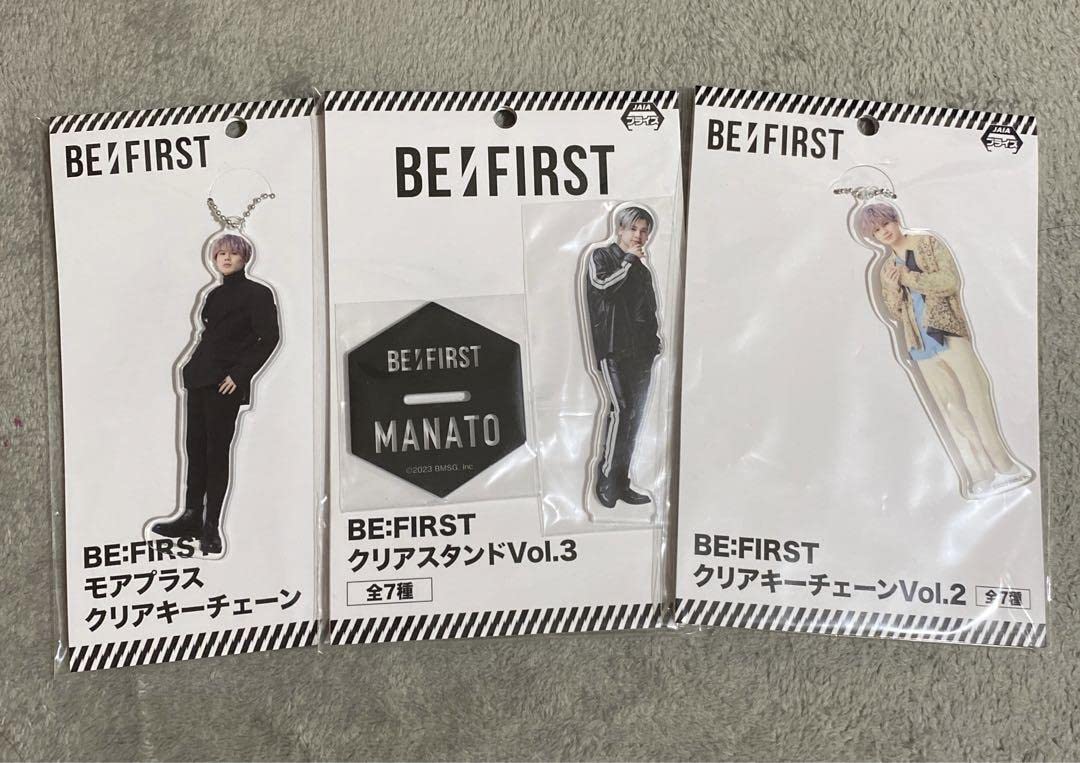 BE:FIRST
BE:FIRST
モアプラス
クリアキーチェーン
JAIA
プライズ
BE:FIRST
BE:FIRST
MANATO
©2023 BMSG, Inc
BE:FIRST
クリアスタンドVol.3
全7種
JAIA
プライズ
BE:FIRST
BE:FIRST
クリアキーチェーンVol.2
全7種